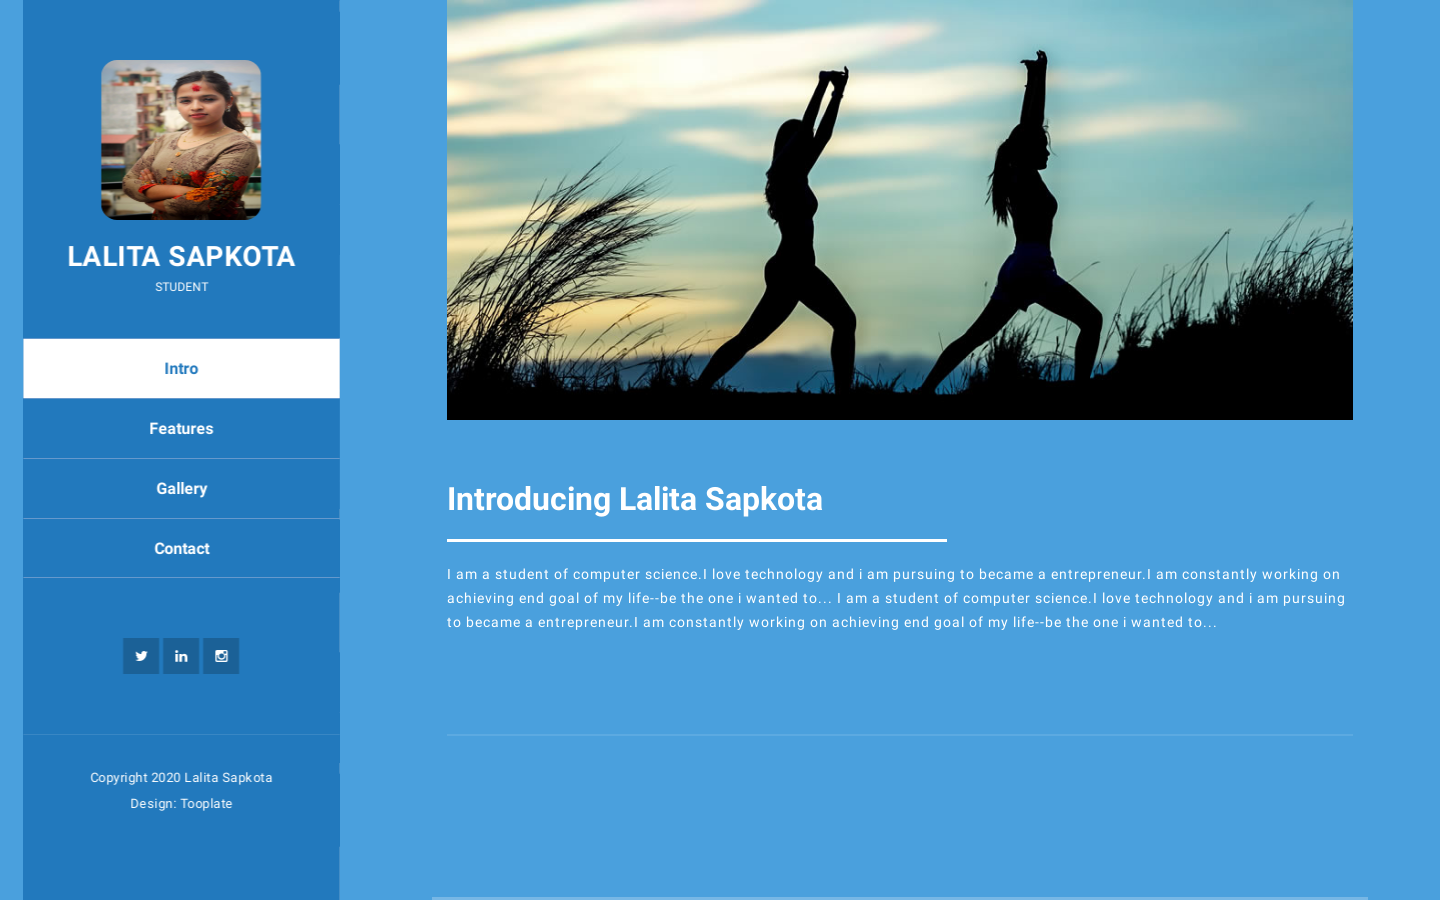 LALITA SAPKOTA
STUDENT
Intro
Features
Gallery
Contact
Copyright 2020 Lalita Sapkota
Design: Tooplate
Introducing Lalita Sapkota
I am a student of computer science.I love technology and i am pursuing to became a entrepreneur.I am constantly working on
achieving end goal of my life--be the one i wanted to... I am a student of computer science.I love technology and i am pursuing
to became a entrepreneur.I am constantly working on achieving end goal of my life--be the one i wanted to...